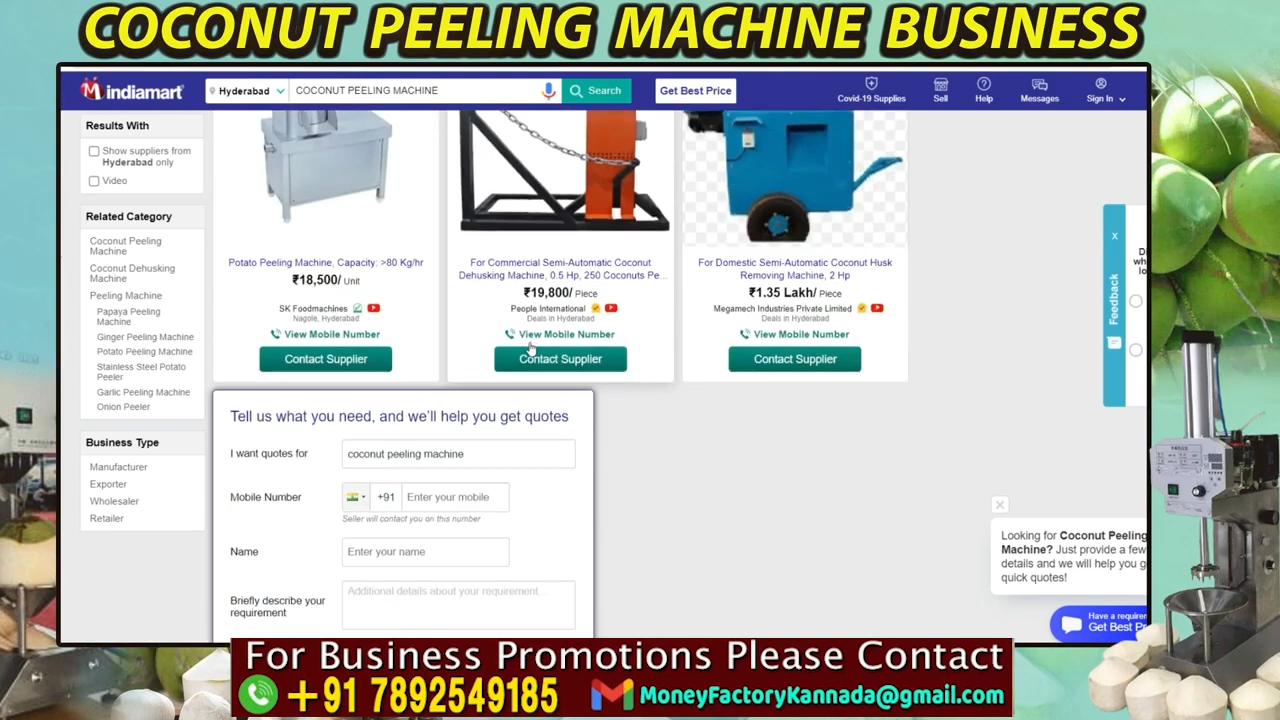 COCONUT PEELING MACHINE BUSINESS
indiamart
Hyderabad
COCONUT PEELING MACHINE
Search
Get Best Price
Covid-19 Supplies
Sell
Help
Messages
Sign In
Results With
Show suppliers from
Hyderabad only
Video
Related Category
Coconut Peeling
Machine
Coconut Dehusking
Machine
Peeling Machine
Papaya Peeling
Machine
Ginger Peeling Machine
Potato Peeling Machine
Stainless Steel Potato
Peeler
Garlic Peeling Machine
Onion Peeler
Business Type
Manufacturer
Exporter
Wholesaler
Retailer
Potato Peeling Machine, Capacity: >80 Kg/hr
₹18,500/ Unit
SK Foodmachines
Nagole, Hyderabad
View Mobile Number
Contact Supplier
For Commercial Semi-Automatic Coconut
Dehusking Machine, 0.5 Hp, 250 Coconuts Pe...
₹19,800/ Piece
People International
Deals in Hyderabad
View Mobile Number
Contact Supplier
For Domestic Semi-Automatic Coconut Husk
Removing Machine, 2 Hp
₹1.35 Lakh/ Piece
Megamech Industries Private Limited
Deals in Hyderabad
View Mobile Number
Contact Supplier
Tell us what you need, and we'll help you get quotes
I want quotes for
coconut peeling machine
Mobile Number
+91
Enter your mobile
Seller will contact you on this number
Name
Enter your name
Briefly describe your
requirement
Additional details about your requirement...
x
Feedback
D
wh
lo
Looking for Coconut Peeling
Machine? Just provide a few
details and we will help you g
quick quotes!
Have a requirem
Get Best Pr
For Business Promotions Please Contact
+91 7892549185
MoneyFactoryKannada@gmail.com